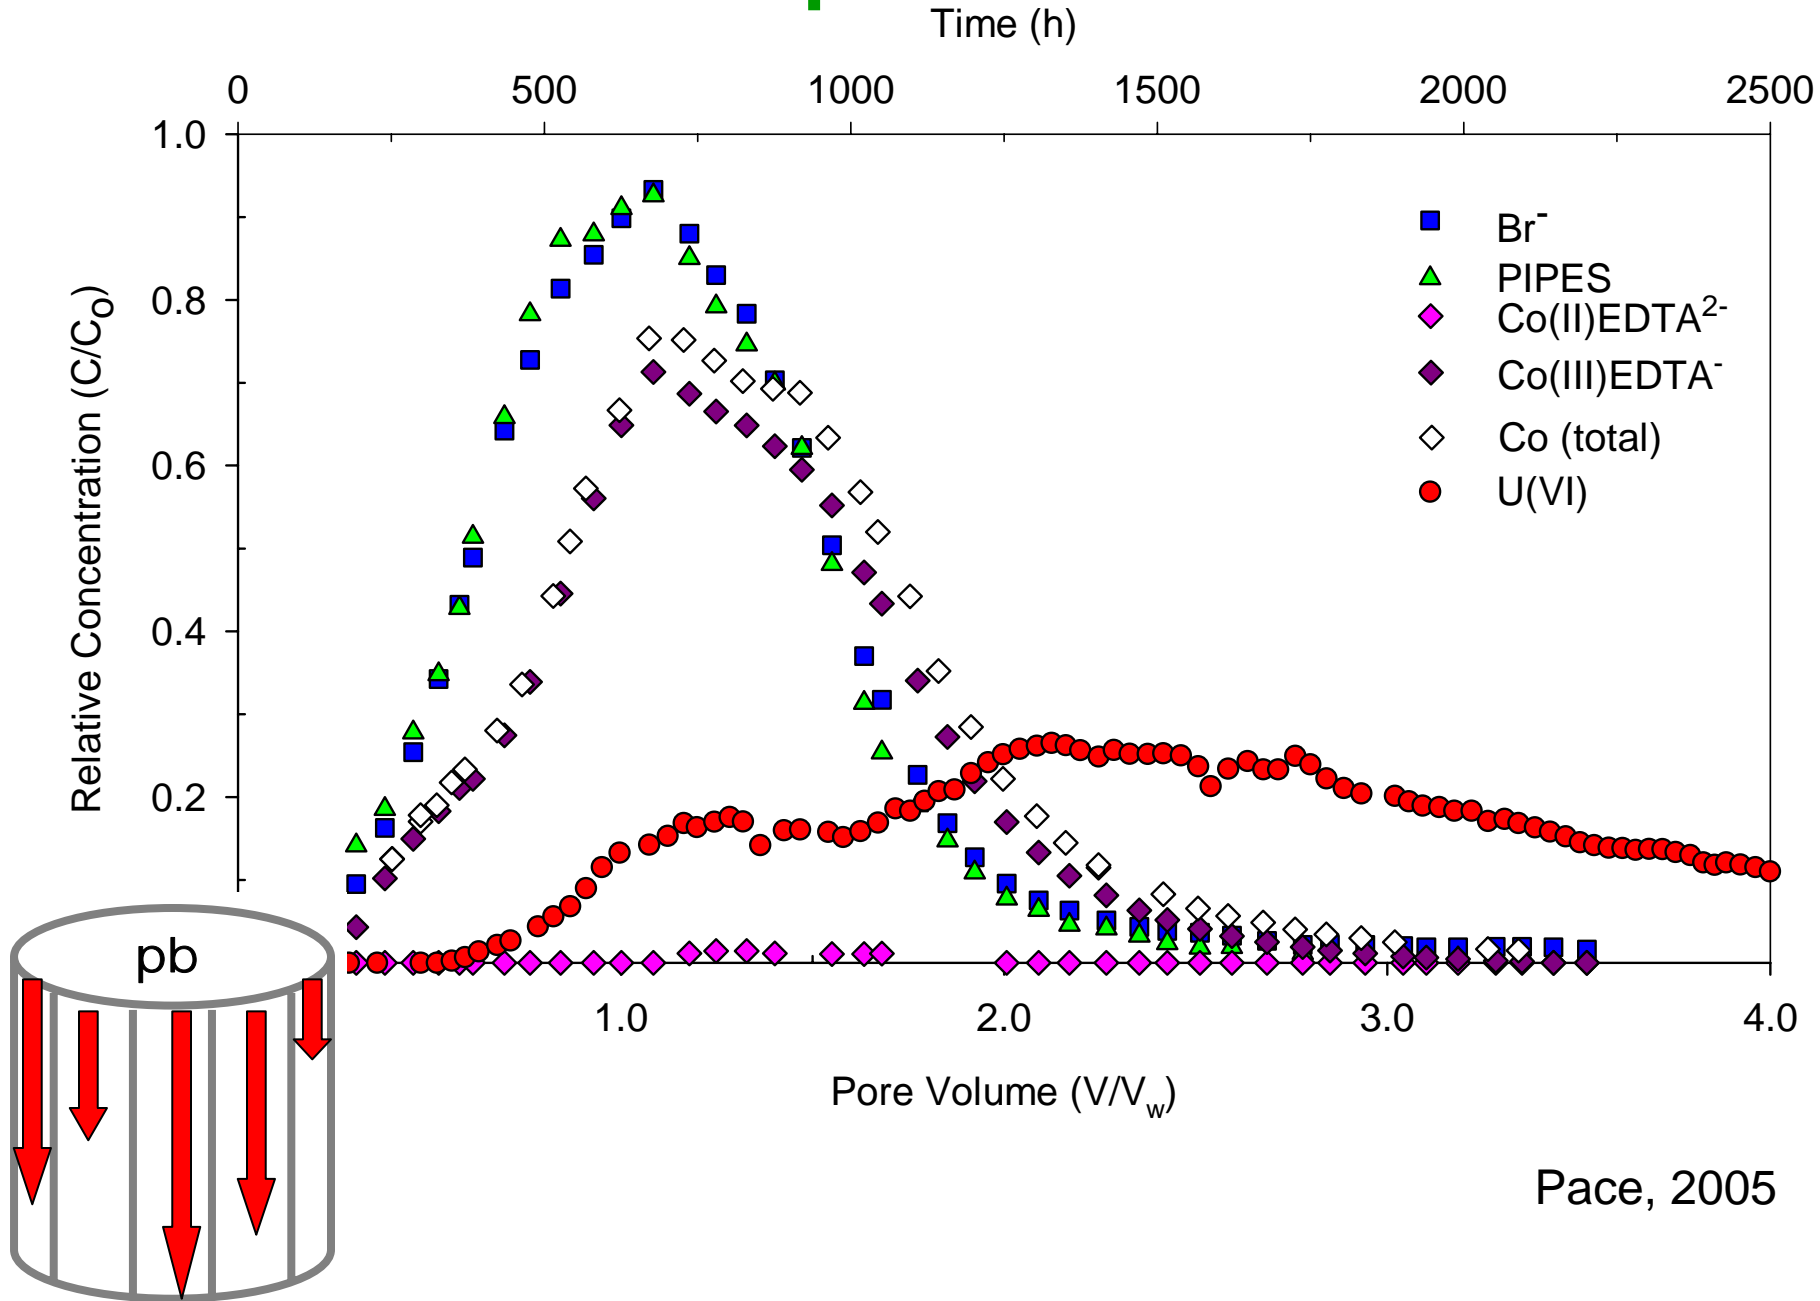 Time (h)
0 500 1000 1500 2000 2500
1.0
0.8
0.6
0.4
0.2
Relative Concentration (C/C₀)
Br⁻
PIPES
Co(II)EDTA²⁻
Co(III)EDTA⁻
Co (total)
U(VI)
pb
1.0 2.0 3.0 4.0
Pore Volume (V/Vw)
Pace, 2005